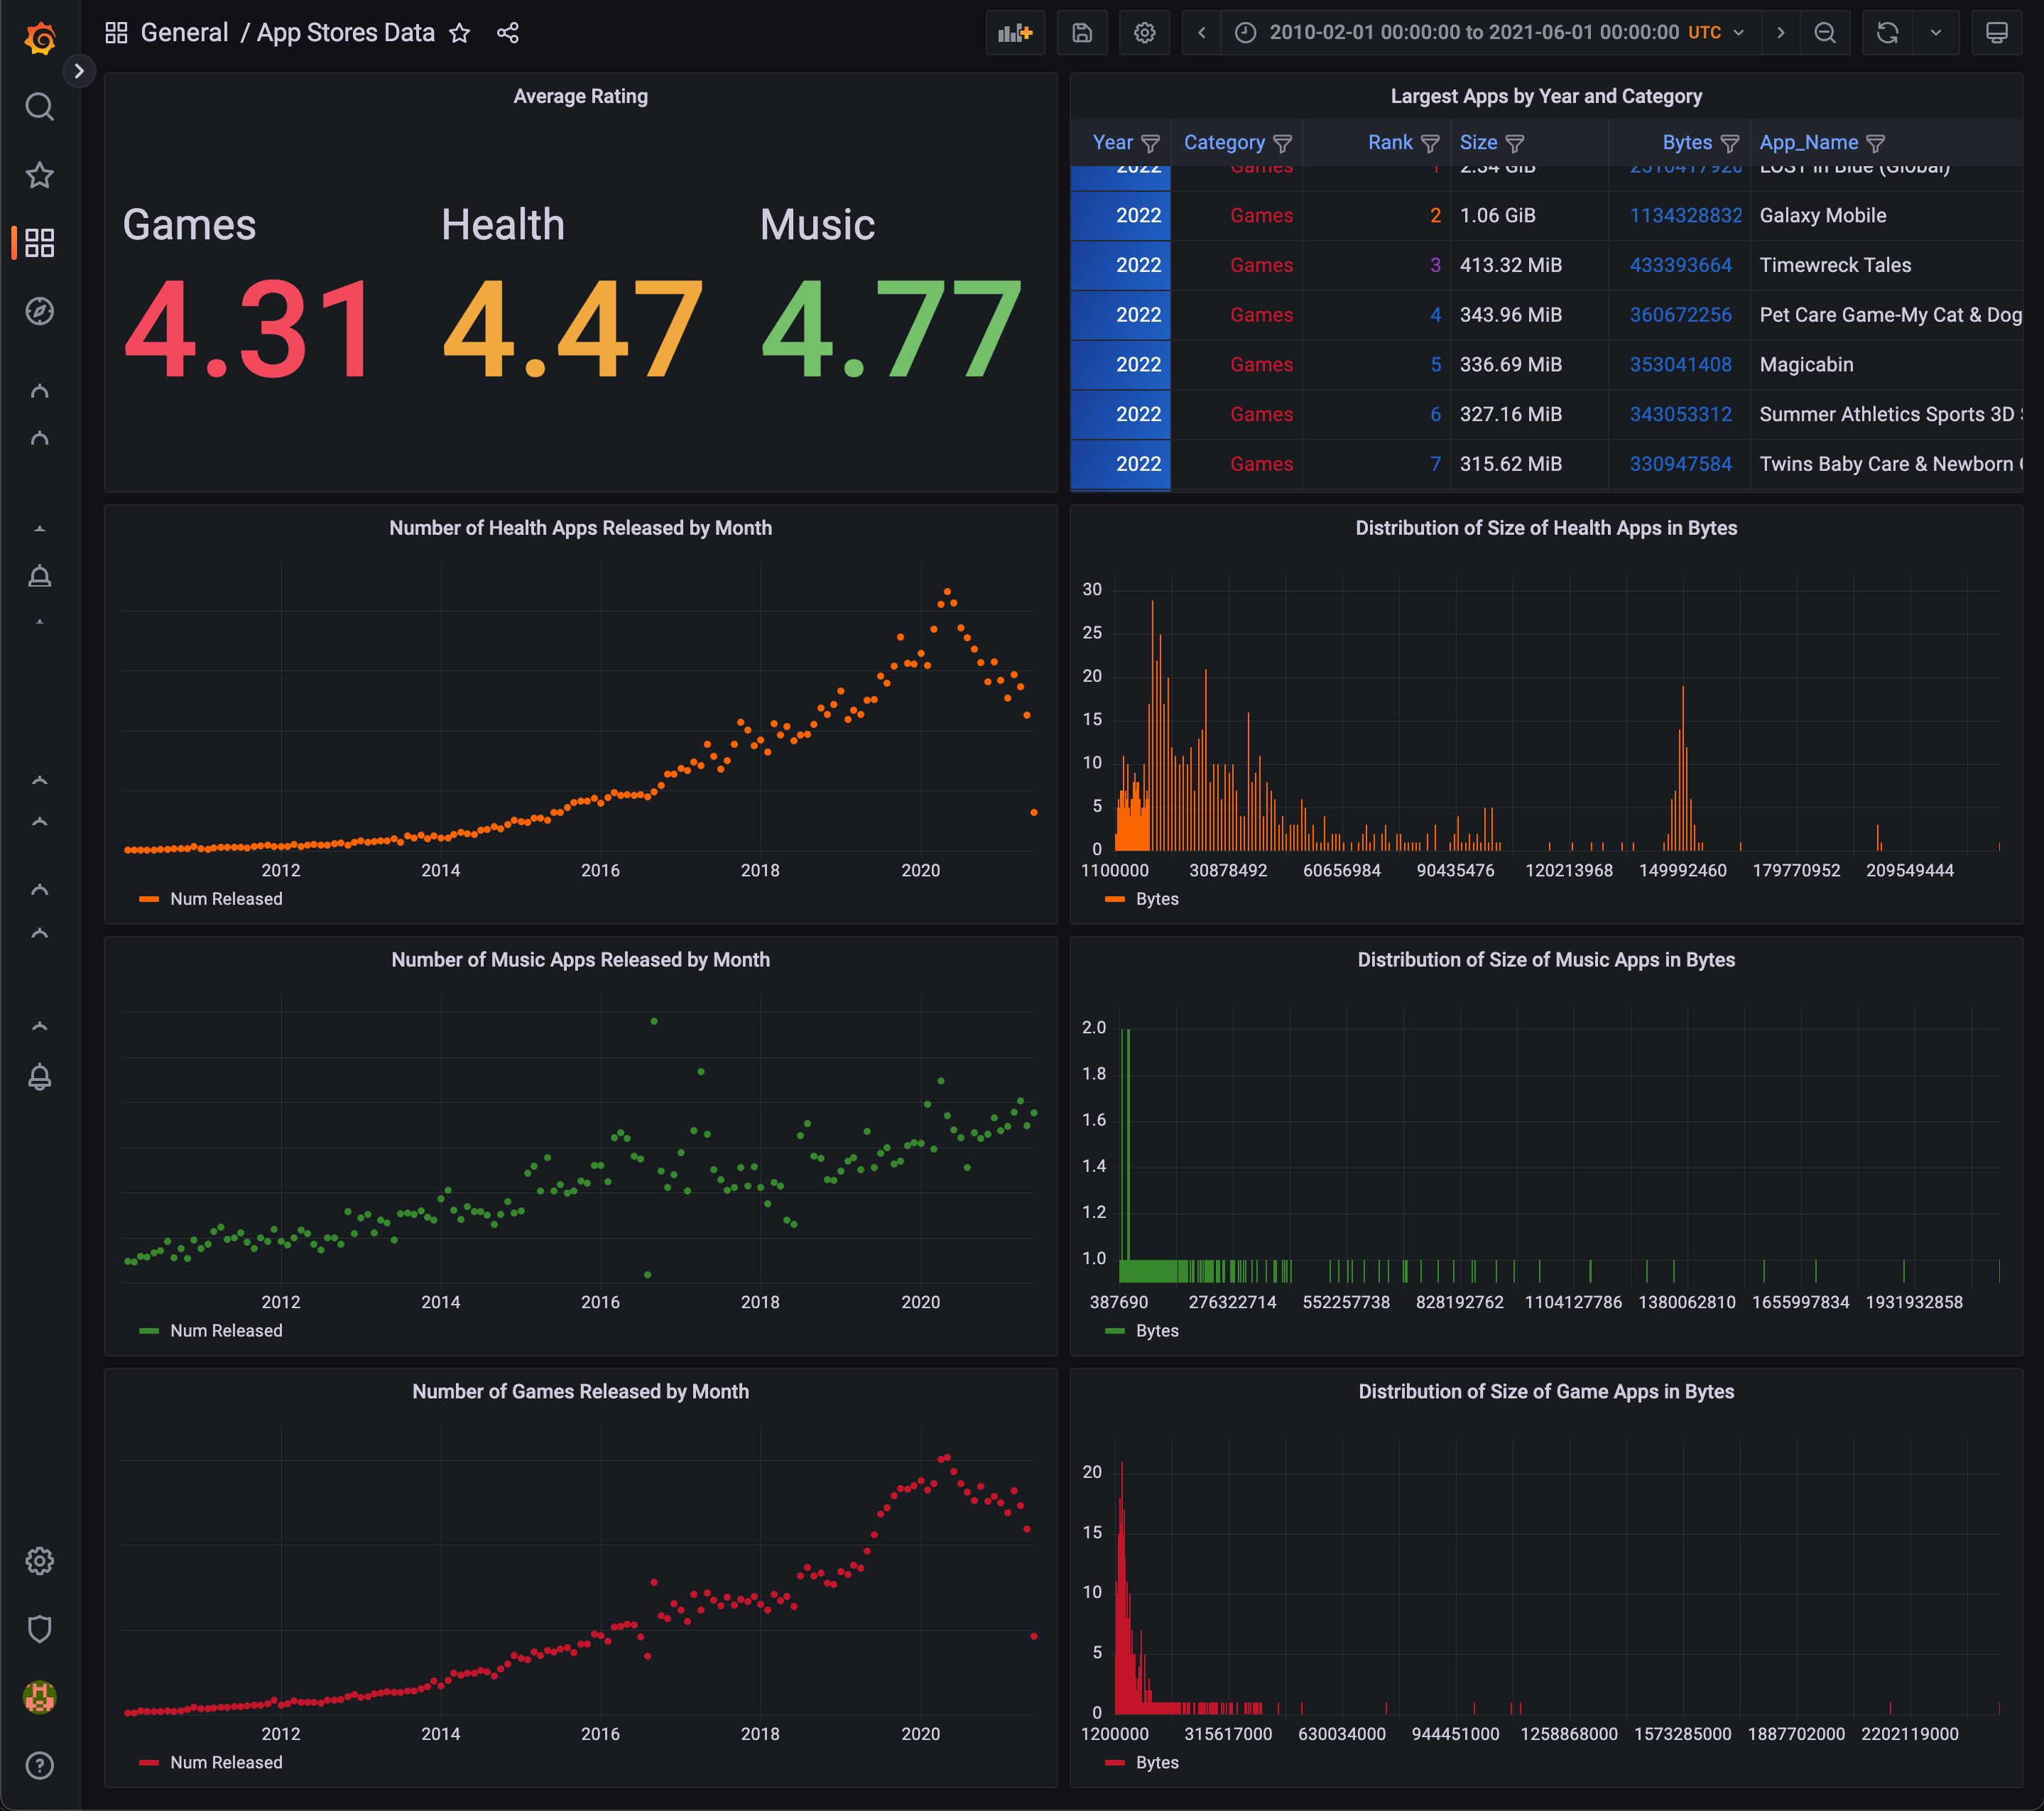 General / App Stores Data
2010-02-01 00:00:00 to 2021-06-01 00:00:00 UTC
Average Rating
Games Health Music
4.31 4.47 4.77
Largest Apps by Year and Category
Year Category Rank Size Bytes App_Name
2022 Games 1 2.34 GiB 2510417920 LOST in Blue (Global)
2022 Games 2 1.06 GiB 1134328832 Galaxy Mobile
2022 Games 3 413.32 MiB 433393664 Timewreck Tales
2022 Games 4 343.96 MiB 360672256 Pet Care Game-My Cat & Dog
2022 Games 5 336.69 MiB 353041408 Magicabin
2022 Games 6 327.16 MiB 343053312 Summer Athletics Sports 3D
2022 Games 7 315.62 MiB 330947584 Twins Baby Care & Newborn
Number of Health Apps Released by Month
2012 2014 2016 2018 2020
Num Released
Distribution of Size of Health Apps in Bytes
30
25
20
15
10
5
0
1100000 30878492 60656984 90435476 120213968 149992460 179770952 209549444
Bytes
Number of Music Apps Released by Month
2012 2014 2016 2018 2020
Num Released
Distribution of Size of Music Apps in Bytes
2.0
1.8
1.6
1.4
1.2
1.0
387690 276322714 552257738 828192762 1104127786 1380062810 1655997834 1931932858
Bytes
Number of Games Released by Month
2012 2014 2016 2018 2020
Num Released
Distribution of Size of Game Apps in Bytes
20
15
10
5
0
1200000 315617000 630034000 944451000 1258868000 1573285000 1887702000 2202119000
Bytes